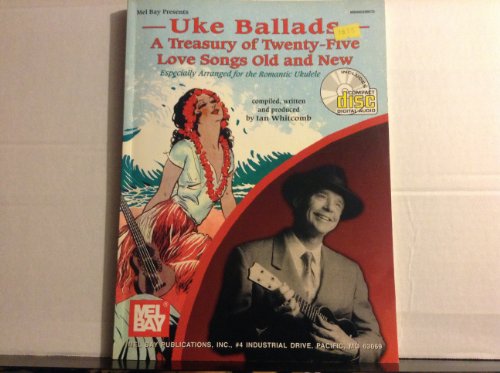 Mel Bay Presents
Uke Ballads
A Treasury of Twenty-Five
Love Songs Old and New
Especially Arranged for the Romantic Ukulele
compiled, written
and produced
by Ian Whitcomb
INCLUDES
COMPACT
disc
DIGITAL AUDIO
MEL
BAY
MEL BAY PUBLICATIONS, INC., #4 INDUSTRIAL DRIVE, PACIFIC, MO 63069